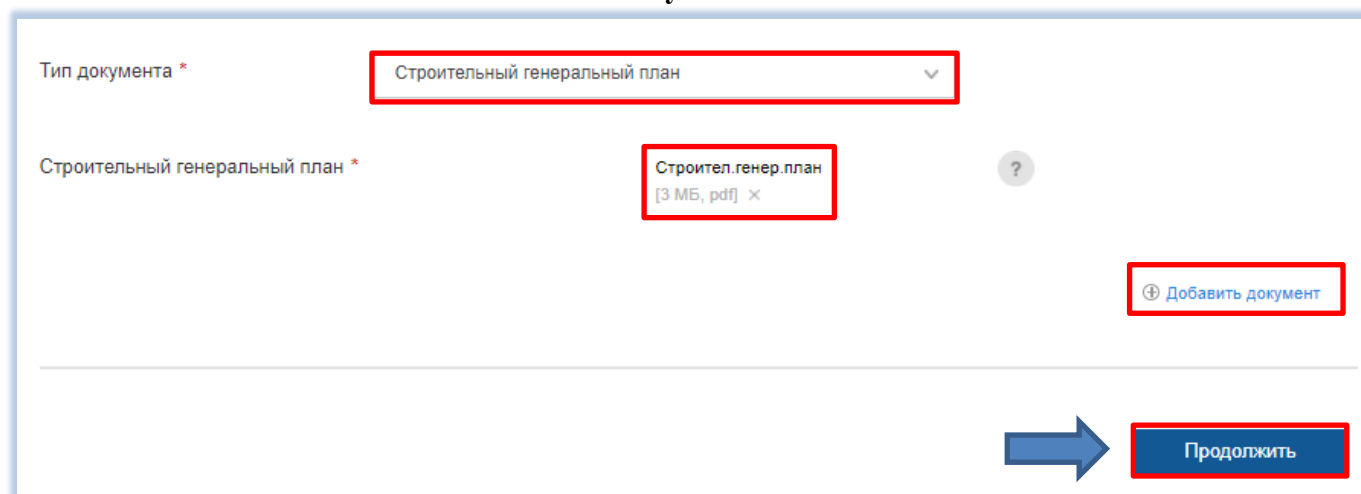 Тип документа *
Строительный генеральный план
Строительный генеральный план *
Строител.генер.план
[3 МБ, pdf] ×
?
Добавить документ
Продолжить